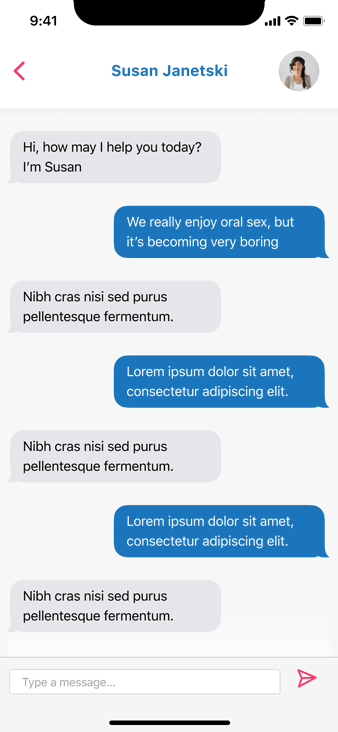 9:41
Susan Janetski
Hi, how may I help you today?
I’m Susan
We really enjoy oral sex, but
it’s becoming very boring
Nibh cras nisi sed purus
pellentesque fermentum.
Lorem ipsum dolor sit amet,
consectetur adipiscing elit.
Nibh cras nisi sed purus
pellentesque fermentum.
Lorem ipsum dolor sit amet,
consectetur adipiscing elit.
Nibh cras nisi sed purus
pellentesque fermentum.
Type a message...